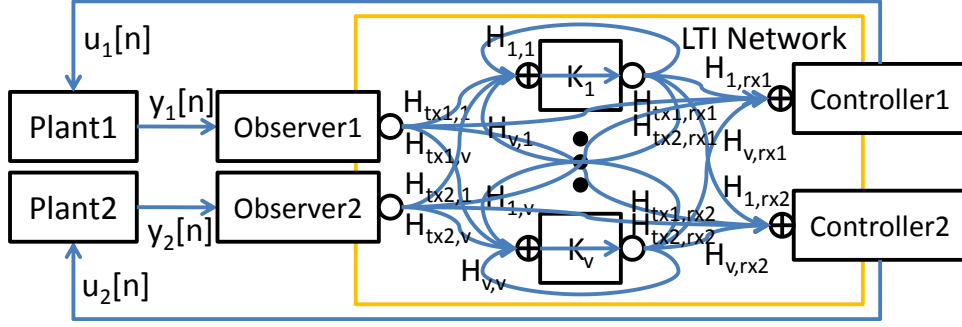 u1[n]
LTI Network
H1,1
K1
H1,rx1
Plant1
y1[n]
Observer1
Htx1,1
Htx1,v
Hv,1
Htx1,rx1
Htx2,rx1
Hv,rx1
Controller1
Plant2
y2[n]
Observer2
Htx2,1
Htx2,v
H1,v
Htx1,rx2
Htx2,rx2
H1,rx2
Controller2
Kv
Hv,v
Hv,rx2
u2[n]